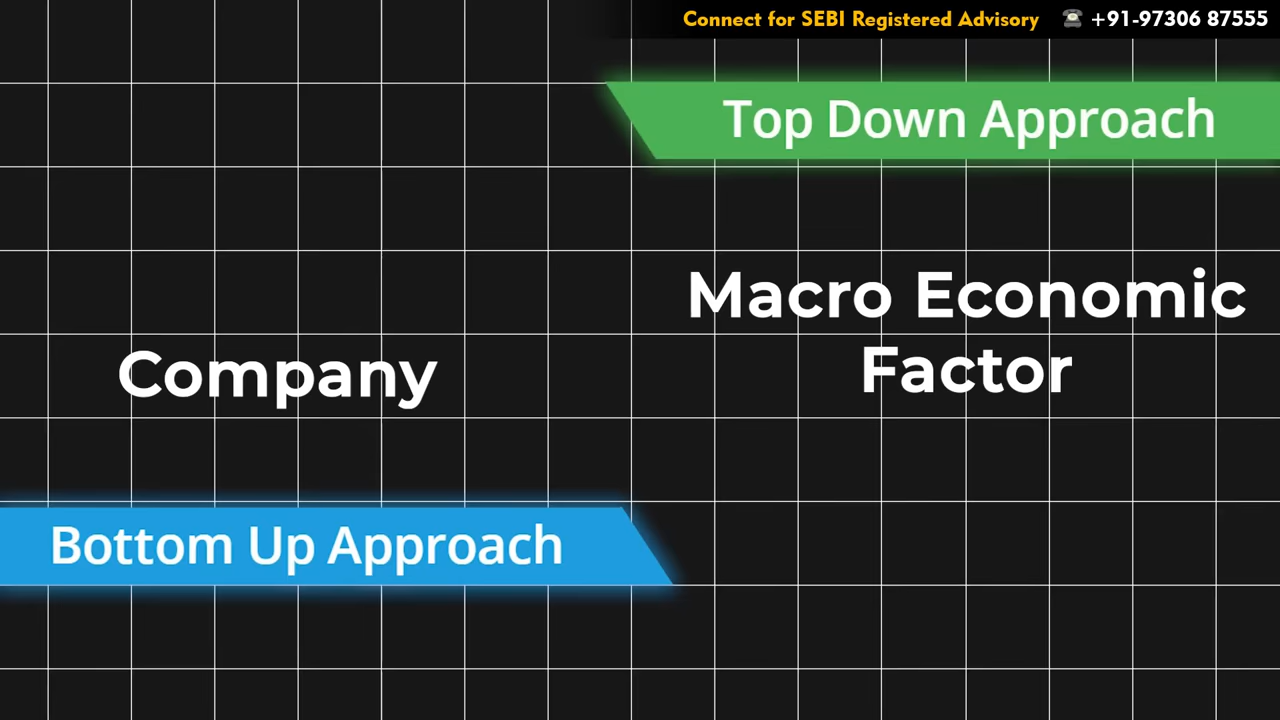 Connect for SEBI Registered Advisory ☎ +91-97306 87555
Top Down Approach
Macro Economic
Factor
Company
Bottom Up Approach